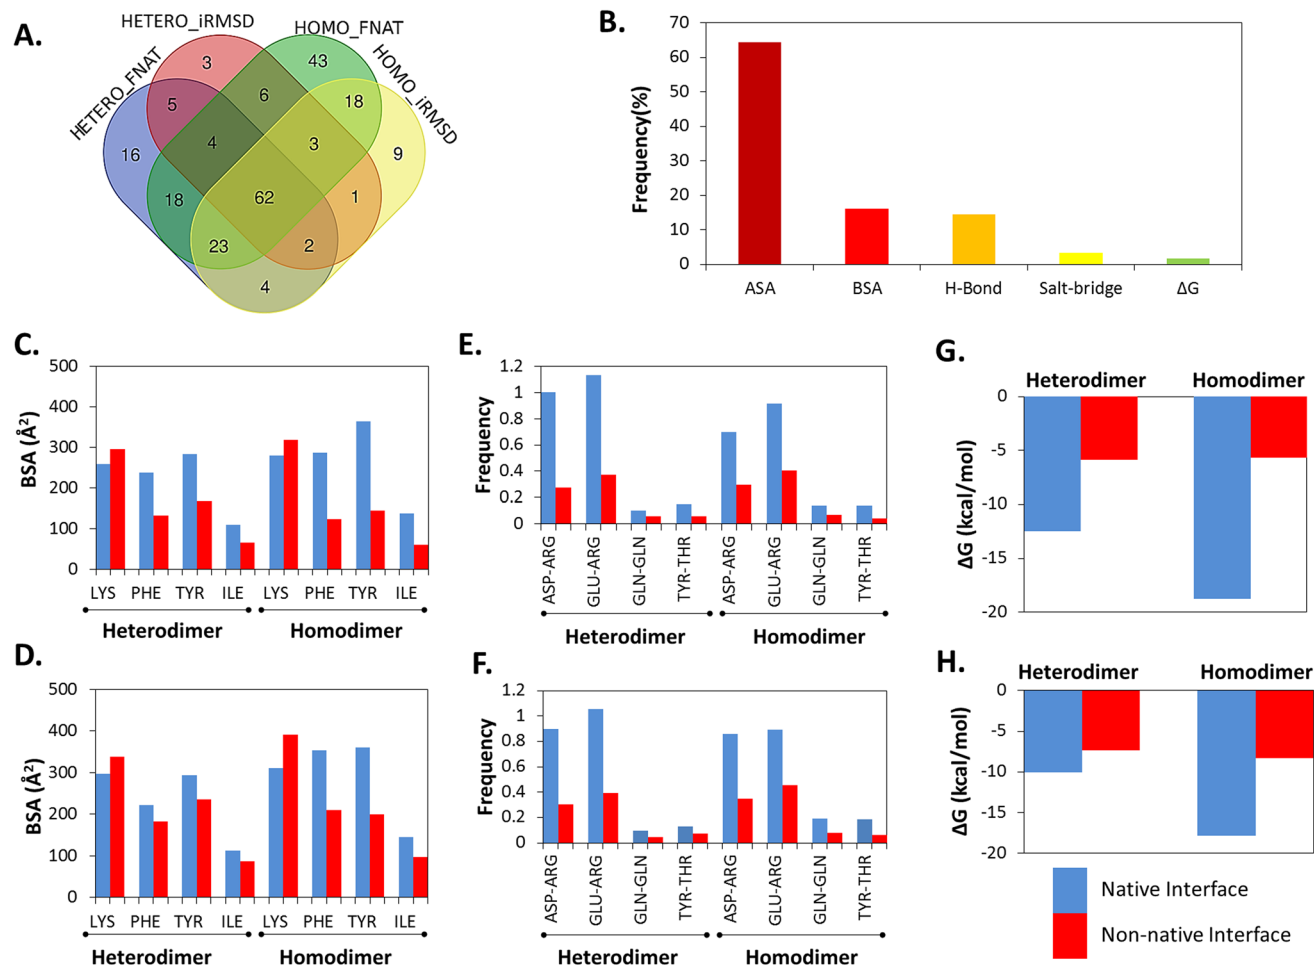 A.
HETERO_iRMSD
HOMO_FNAT
HETERO_FNAT
HOMO_iRMSD
3
43
5
6
18
16
4
3
9
18
62
1
23
2
4
B.
Frequency(%)
70
60
50
40
30
20
10
0
ASA BSA H-Bond Salt-bridge ΔG
C.
BSA (Å²)
500
400
300
200
100
0
LYS PHE TYR ILE LYS PHE TYR ILE
Heterodimer Homodimer
D.
BSA (Å²)
500
400
300
200
100
0
LYS PHE TYR ILE LYS PHE TYR ILE
Heterodimer Homodimer
E.
Frequency
1.2
1
0.8
0.6
0.4
0.2
0
ASP-ARG
GLU-ARG
GLN-GLN
TYR-THR
ASP-ARG
GLU-ARG
GLN-GLN
TYR-THR
Heterodimer Homodimer
F.
Frequency
1.2
1
0.8
0.6
0.4
0.2
0
ASP-ARG
GLU-ARG
GLN-GLN
TYR-THR
ASP-ARG
GLU-ARG
GLN-GLN
TYR-THR
Heterodimer Homodimer
G.
Heterodimer Homodimer
ΔG (kcal/mol)
0
-5
-10
-15
-20
H.
Heterodimer Homodimer
ΔG (kcal/mol)
0
-5
-10
-15
-20
Native Interface
Non-native Interface